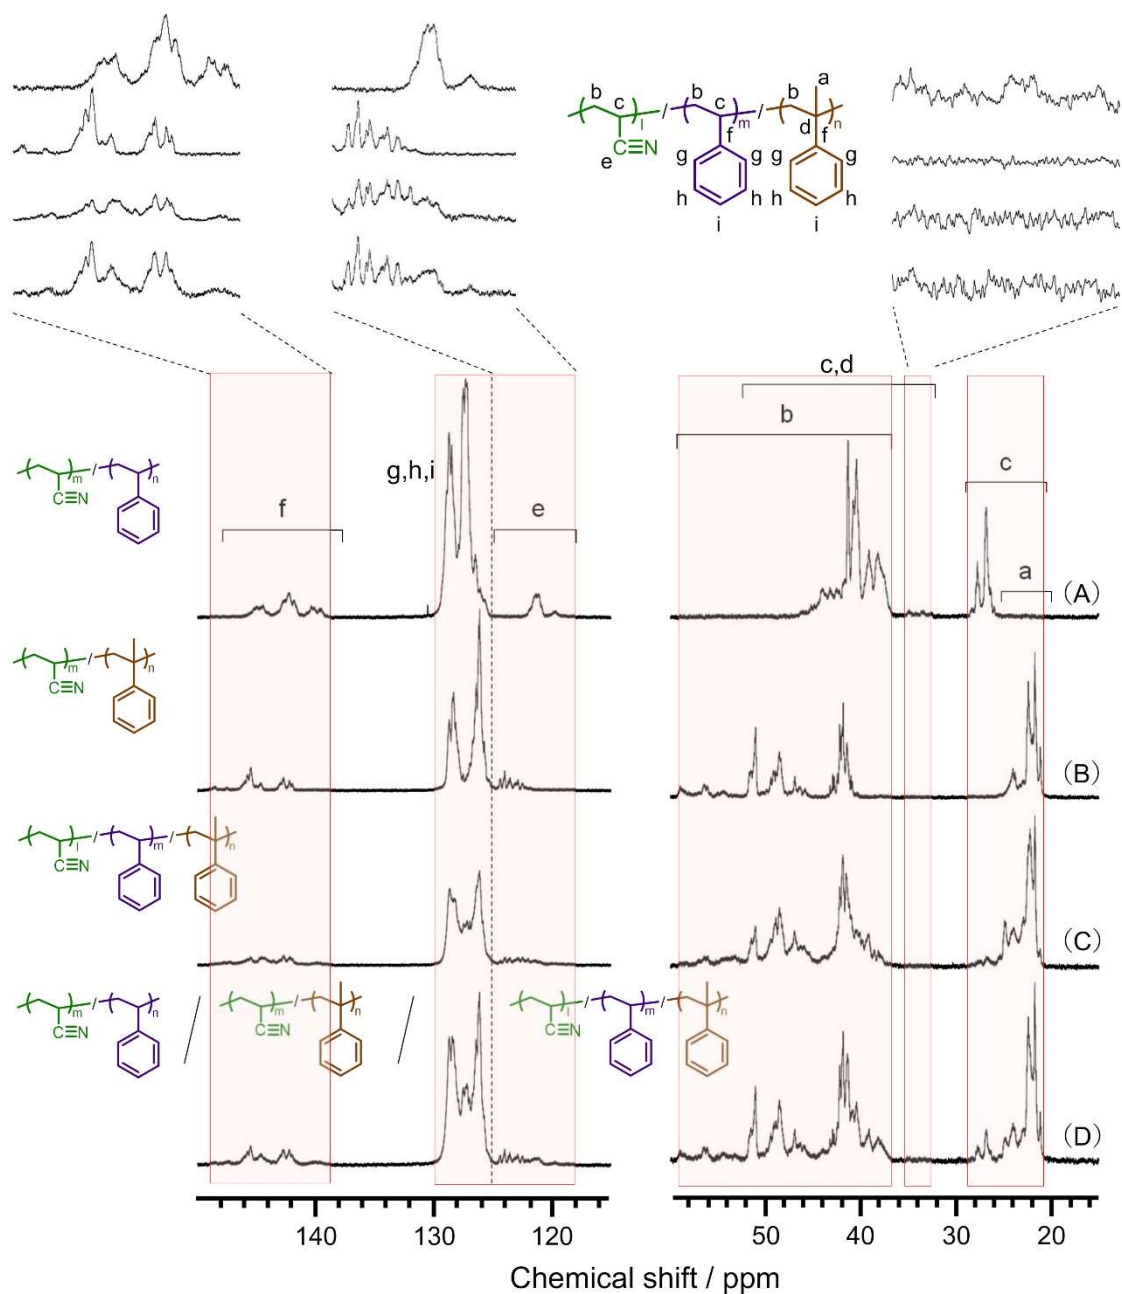 b c b c b a
l m d n
f f
C≡N
e
g g g g
h h h h
i i
c,d
b
g,h,i
c
f
e
a
(A)
m n
C≡N
(B)
m n
C≡N
(C)
l m n
C≡N
(D)
m n m n l m n
C≡N C≡N C≡N
140 130 120 50 40 30 20
Chemical shift / ppm